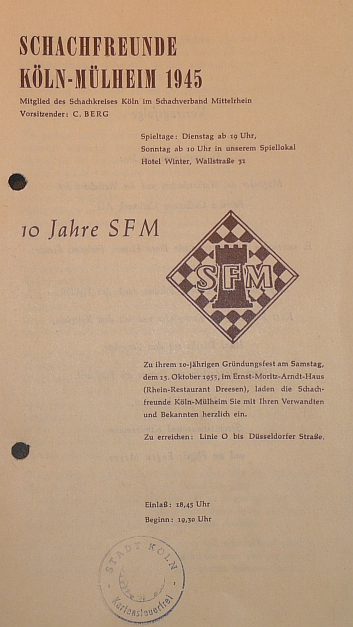 SCHACHFREUNDE
KÖLN-MÜLHEIM 1945
Mitglied des Schachkreises Köln im Schachverband Mittelrhein
Vorsitzender: C. BERG
Spieltage: Dienstag ab 19 Uhr,
Sonntag ab 10 Uhr in unserem Spiellokal
Hotel Winter, Wallstraße 31
10 Jahre SFM
SFM
Zu ihrem 10-jährigen Gründungsfest am Samstag,
dem 15. Oktober 1955, im Ernst-Moritz-Arndt-Haus
(Rhein-Restaurant Dreesen), laden die Schach-
freunde Köln-Mülheim Sie mit Ihren Verwandten
und Bekannten herzlich ein.
Zu erreichen: Linie O bis Düsseldorfer Straße.
Einlaß: 18,45 Uhr
Beginn: 19,30 Uhr
STADT KÖLN
Kartensteuerfrei